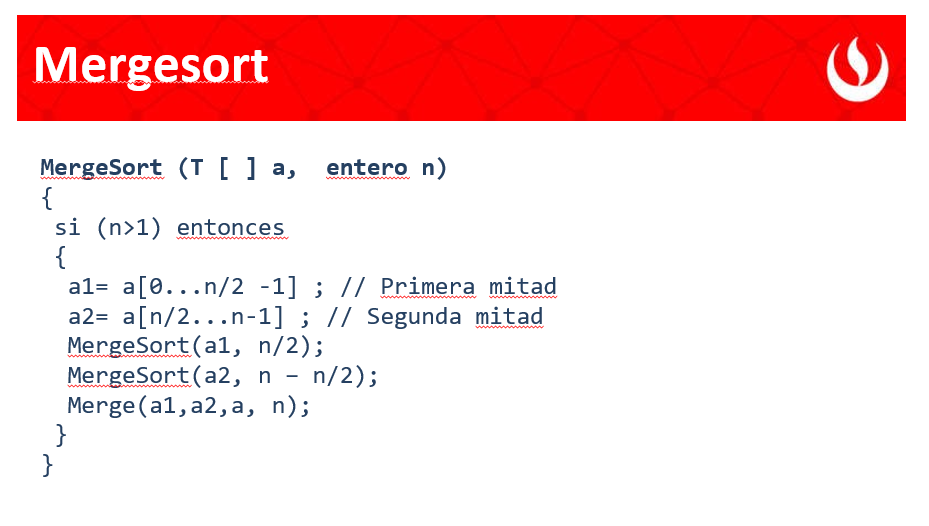 Mergesort
MergeSort (T [ ] a,  entero n)
{
si (n>1) entonces
{
a1= a[0...n/2 -1] ; // Primera mitad
a2= a[n/2...n-1] ; // Segunda mitad
MergeSort(a1, n/2);
MergeSort(a2, n – n/2);
Merge(a1,a2,a, n);
}
}